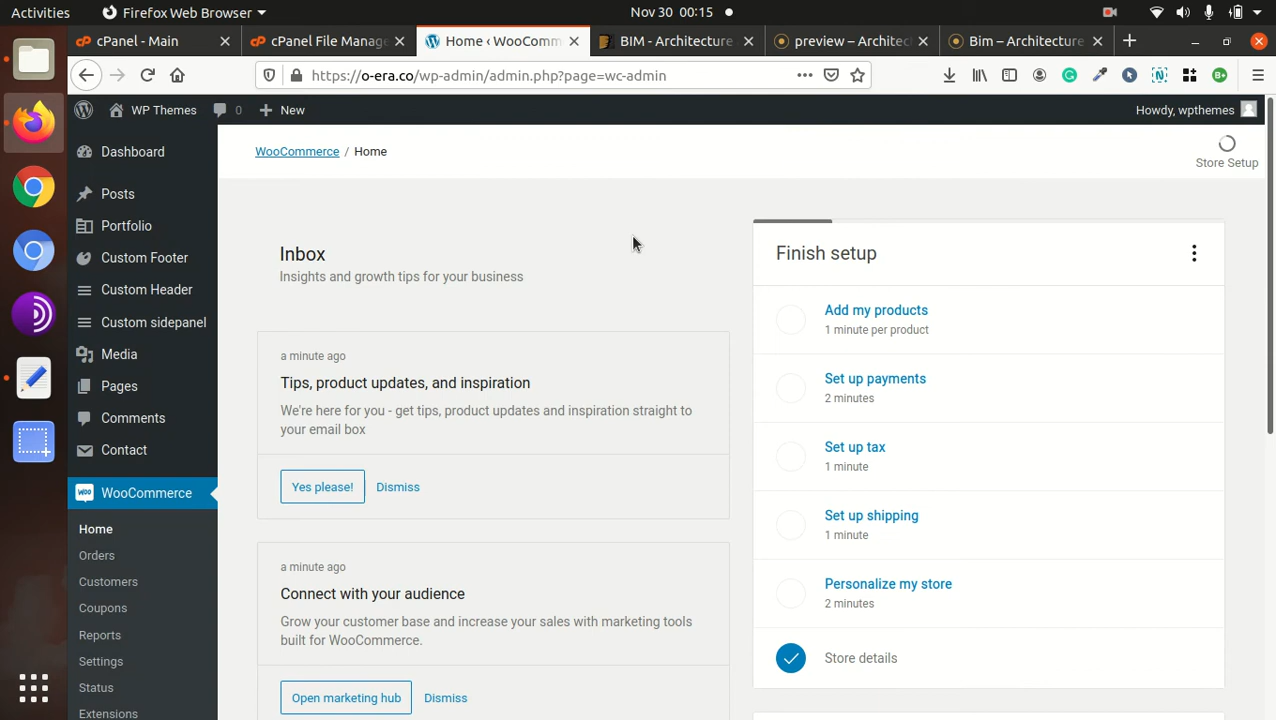 Activities
Firefox Web Browser
Nov 30 00:15
cPanel - Main
cPanel File Manage
Home ‹ WooComm
BIM - Architecture
preview – Architec
Bim – Architecture
https://o-era.co/wp-admin/admin.php?page=wc-admin
WP Themes
0
New
Howdy, wpthemes
Dashboard
Posts
Portfolio
Custom Footer
Custom Header
Custom sidepanel
Media
Pages
Comments
Contact
WooCommerce
Home
Orders
Customers
Coupons
Reports
Settings
Status
Extensions
WooCommerce / Home
Store Setup
Inbox
Insights and growth tips for your business
a minute ago
Tips, product updates, and inspiration
We're here for you - get tips, product updates and inspiration straight to
your email box
Yes please!
Dismiss
a minute ago
Connect with your audience
Grow your customer base and increase your sales with marketing tools
built for WooCommerce.
Open marketing hub
Dismiss
Finish setup
Add my products
1 minute per product
Set up payments
2 minutes
Set up tax
1 minute
Set up shipping
1 minute
Personalize my store
2 minutes
Store details